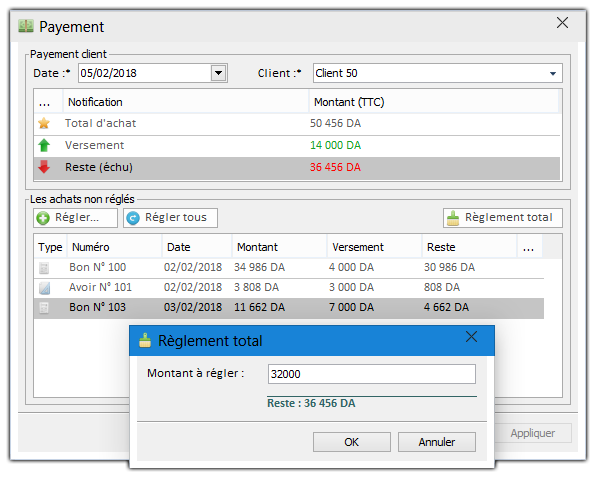 Payement
Payement client
Date :* 05/02/2018 Client :* Client 50
... Notification Montant (TTC)
Total d'achat 50 456 DA
Versement 14 000 DA
Reste (échu) 36 456 DA
Les achats non réglés
Régler... Régler tous Règlement total
Type Numéro Date Montant Versement Reste ...
Bon N° 100 02/02/2018 34 986 DA 4 000 DA 30 986 DA
Avoir N° 101 02/02/2018 3 808 DA 3 000 DA 808 DA
Bon N° 103 03/02/2018 11 662 DA 7 000 DA 4 662 DA
Règlement total
Montant à régler : 32000
Reste : 36 456 DA
OK Annuler
Appliquer